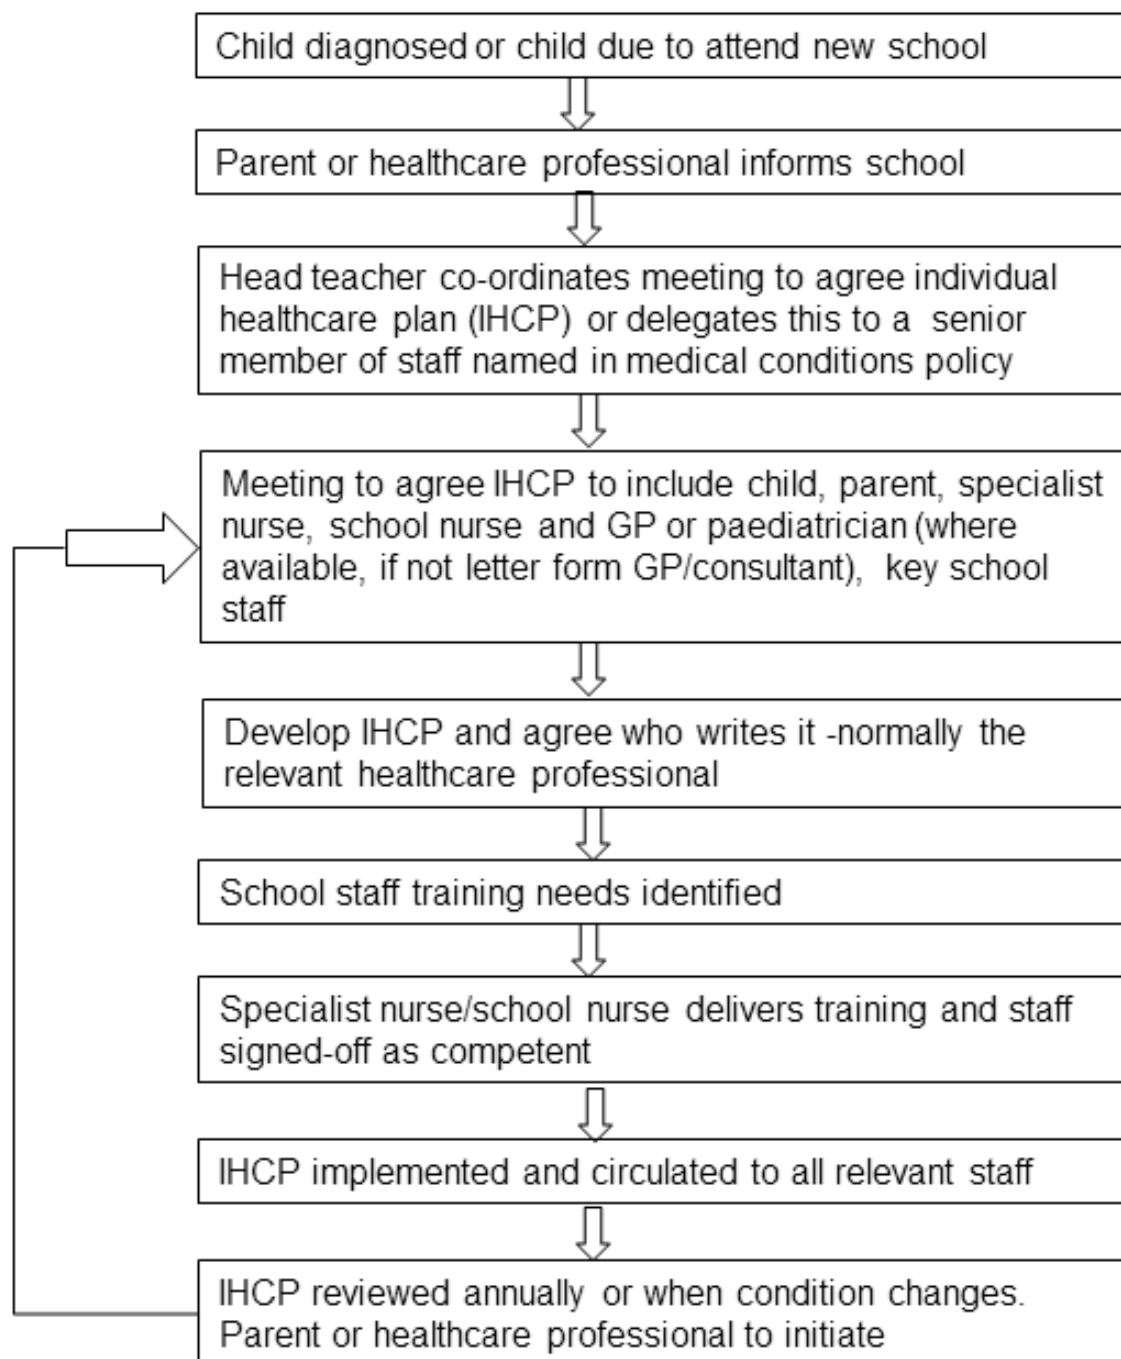 Child diagnosed or child due to attend new school
Parent or healthcare professional informs school
Head teacher co-ordinates meeting to agree individual
healthcare plan (IHCP) or delegates this to a senior
member of staff named in medical conditions policy
Meeting to agree IHCP to include child, parent, specialist
nurse, school nurse and GP or paediatrician (where
available, if not letter form GP/consultant), key school
staff
Develop IHCP and agree who writes it -normally the
relevant healthcare professional
School staff training needs identified
Specialist nurse/school nurse delivers training and staff
signed-off as competent
IHCP implemented and circulated to all relevant staff
IHCP reviewed annually or when condition changes.
Parent or healthcare professional to initiate